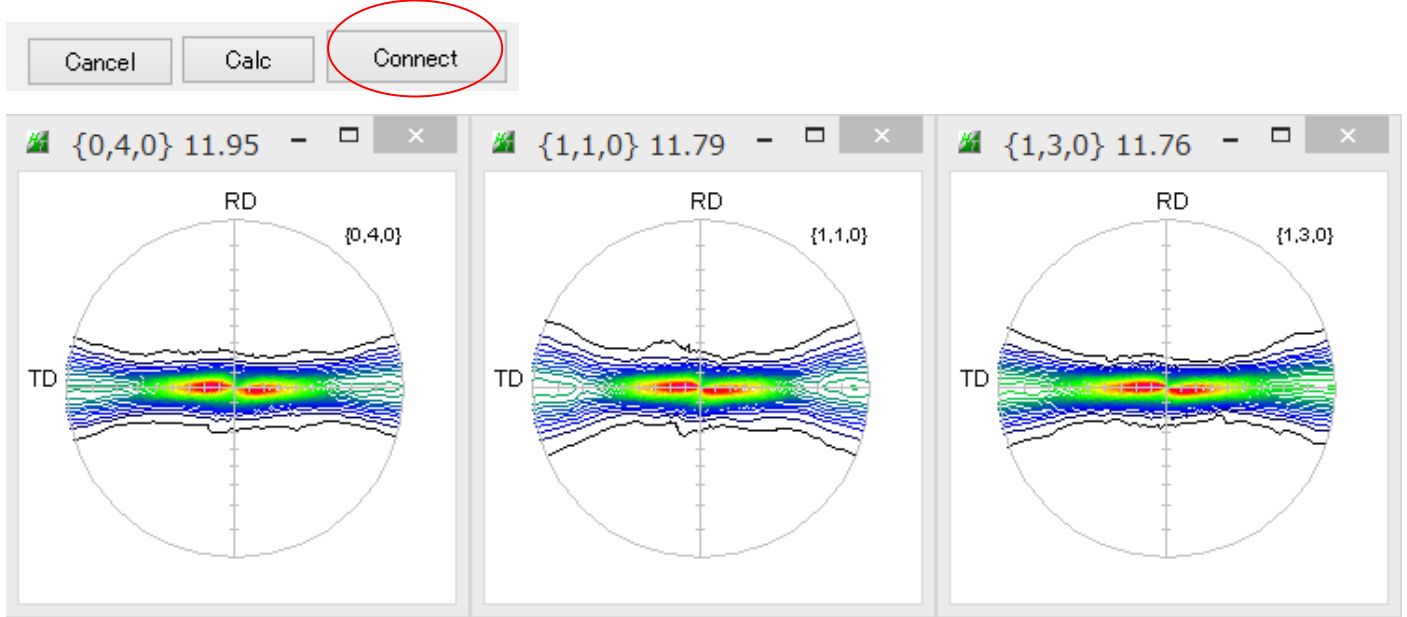 Cancel Calc Connect
{0,4,0} 11.95 {1,1,0} 11.79 {1,3,0} 11.76
RD RD RD
{0,4,0} {1,1,0} {1,3,0}
TD TD TD